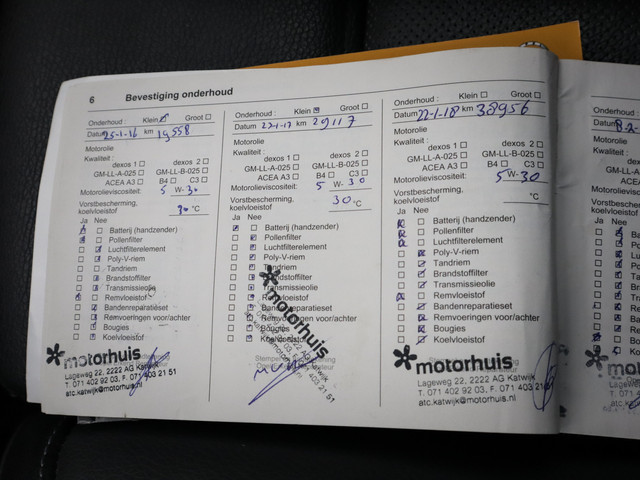 6 Bevestiging onderhoud
Onderhoud : Klein Groot
Datum 25-1-16 km 19558
Motorolie
Kwaliteit :
dexos 1 dexos 2
GM-LL-A-025 GM-LL-B-025
ACEA A3 B4 C3
Motorolieviscositeit: 5 W-30
Vorstbescherming,
koelvloeistof 30 °C
Ja Nee
Batterij (handzender)
Pollenfilter
Luchtfilterelement
Poly-V-riem
Tandriem
Brandstoffilter
Transmissieolie
Remvloeistof
Bandenreparatieset
Remvoeringen voor/achter
Bougies
Koelvloeistof
motorhuis
Lageweg 22, 2222 AG Katwijk
T. 071 402 92 03, F. 071 403 21 51
atc.katwijk@motorhuis.nl
Onderhoud : Klein Groot
Datum 27-1-17 km 29117
Motorolie
Kwaliteit :
dexos 1 dexos 2
GM-LL-A-025 GM-LL-B-025
ACEA A3 B4 C3
Motorolieviscositeit: 5 W-30
Vorstbescherming,
koelvloeistof 30 °C
Ja Nee
Batterij (handzender)
Pollenfilter
Luchtfilterelement
Poly-V-riem
Tandriem
Brandstoffilter
Transmissieolie
Remvloeistof
Bandenreparatieset
Remvoeringen voor/achter
Bougies
Koelvloeistof
motorhuis
Onderhoud : Klein Groot
Datum 22-1-18 km 38956
Motorolie
Kwaliteit :
dexos 1 dexos 2
GM-LL-A-025 GM-LL-B-025
ACEA A3 B4 C3
Motorolieviscositeit: 5 W-30
Vorstbescherming,
koelvloeistof °C
Ja Nee
Batterij (handzender)
Pollenfilter
Luchtfilterelement
Poly-V-riem
Tandriem
Brandstoffilter
Transmissieolie
Remvloeistof
Bandenreparatieset
Remvoeringen voor/achter
Bougies
Koelvloeistof
motorhuis
Lageweg 22, 2222 AG Katwijk
T. 071 402 92 03, F. 071 403 21 51
atc.katwijk@motorhuis.nl